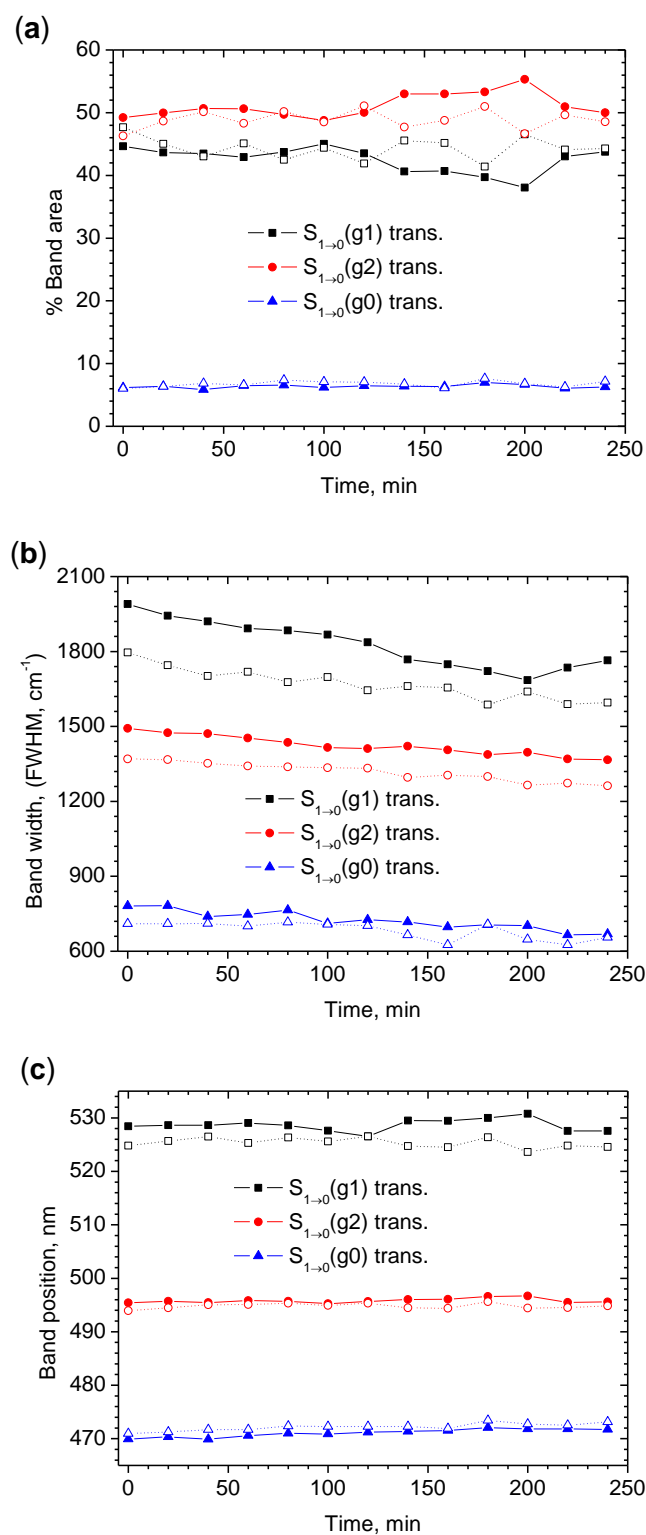 (a)
60
50
40
30
20
10
0
% Band area
S1→0(g1) trans.
S1→0(g2) trans.
S1→0(g0) trans.
0 50 100 150 200 250
Time, min
(b)
2100
1800
1500
1200
900
600
Band width, (FWHM, cm-1)
S1→0(g1) trans.
S1→0(g2) trans.
S1→0(g0) trans.
0 50 100 150 200 250
Time, min
(c)
530
520
510
500
490
480
470
Band position, nm
S1→0(g1) trans.
S1→0(g2) trans.
S1→0(g0) trans.
0 50 100 150 200 250
Time, min